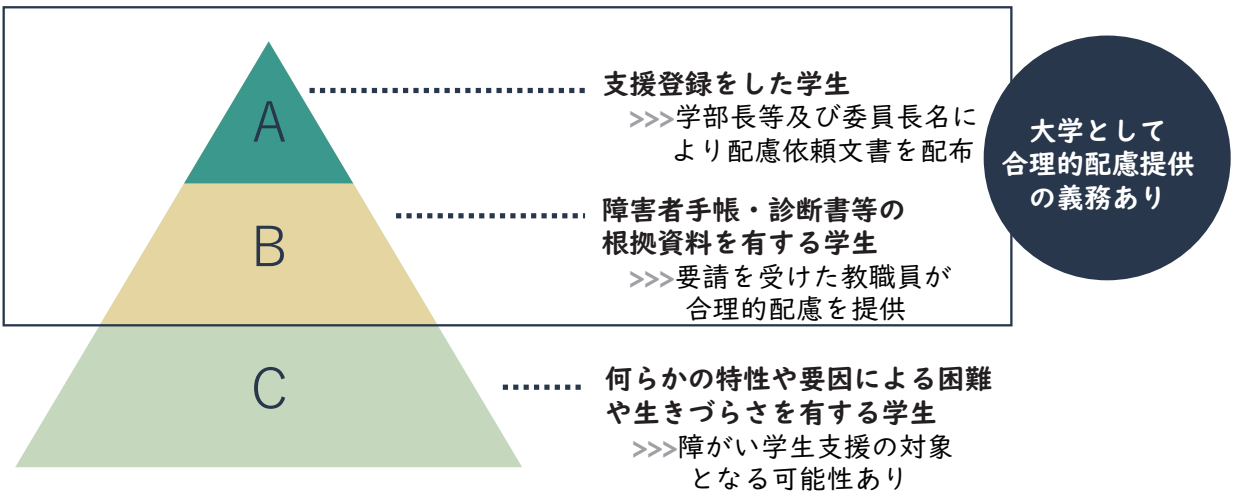 A
支援登録をした学生
>>>学部長等及び委員長名に
より配慮依頼文書を配布
大学として
合理的配慮提供
の義務あり
B
障害者手帳・診断書等の
根拠資料を有する学生
>>>要請を受けた教職員が
合理的配慮を提供
C
何らかの特性や要因による困難
や生きづらさを有する学生
>>>障がい学生支援の対象
となる可能性あり